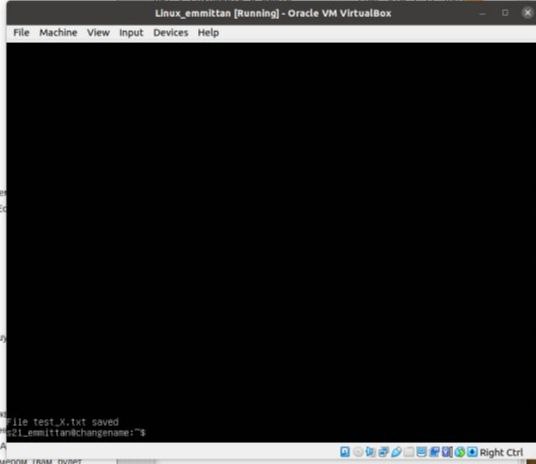 Linux_emmittan [Running] - Oracle VM VirtualBox
File Machine View Input Devices Help
File test_X.txt saved
s21_emmittan@changename:~$
Right Ctrl